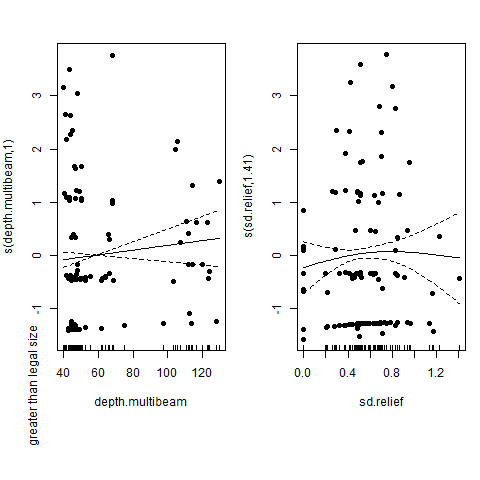 s(depth.multibeam,1)
3
2
1
0
-1
40 60 80 100 120
depth.multibeam
greater than legal size
s(sd.relief,1.41)
3
2
1
0
-1
0.0 0.4 0.8 1.2
sd.relief